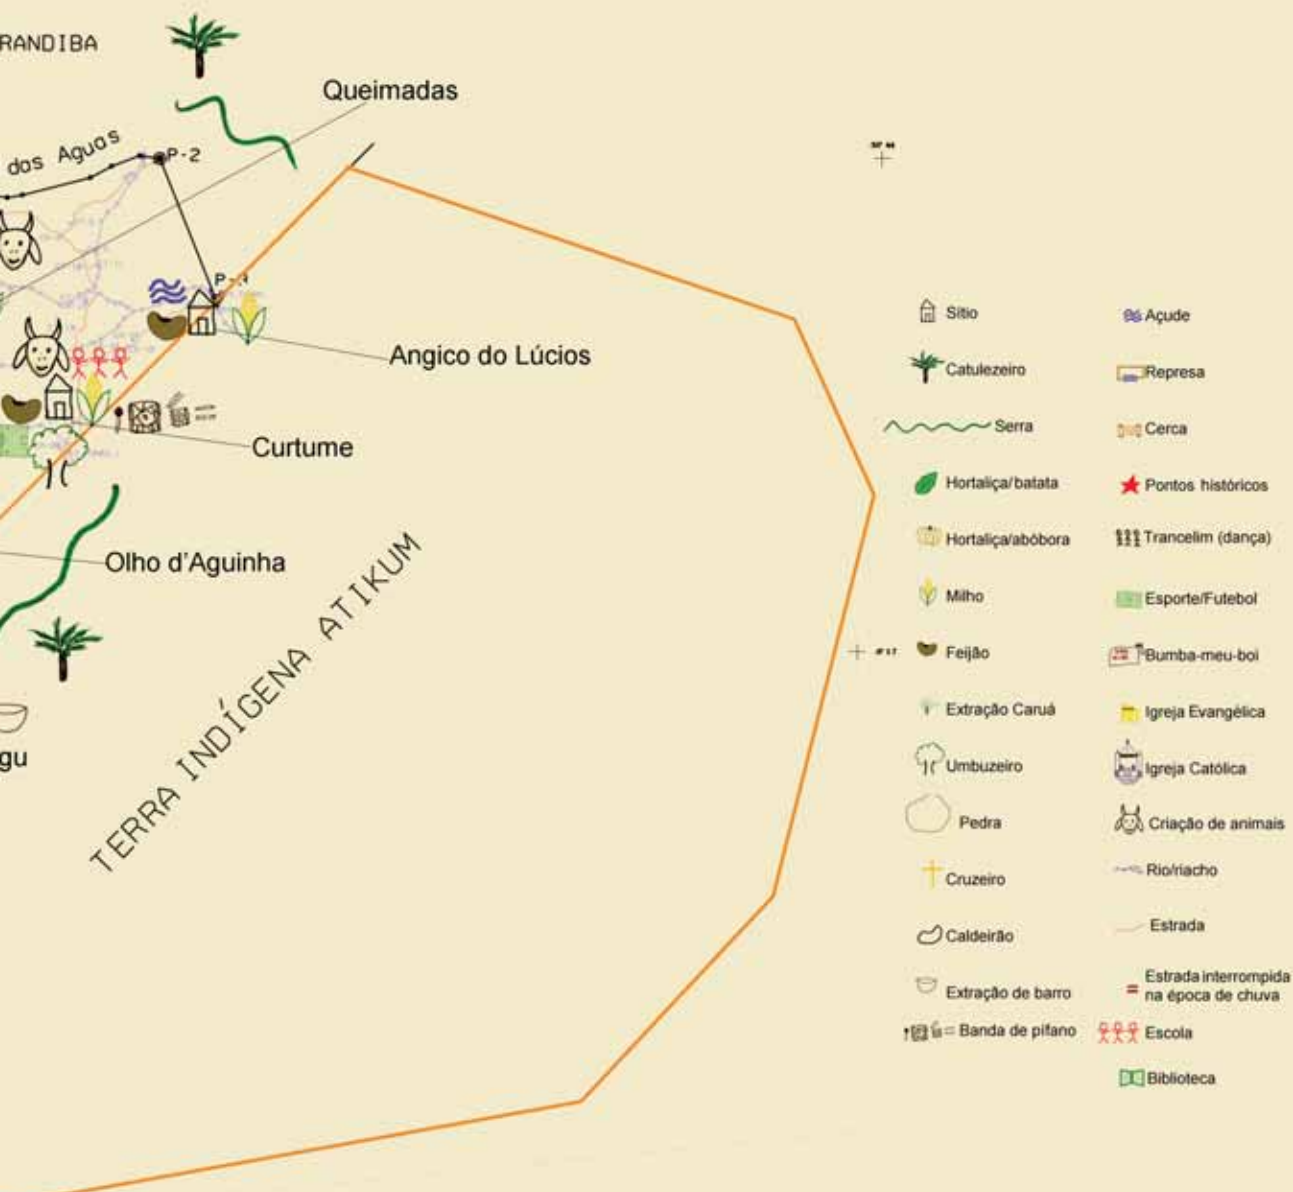 RANDIBA
Queimadas
das Aguas
P-2
Angico do Lúcios
Curtume
Olho d'Aguinha
TERRA INDÍGENA ATIKUM
gu
Sítio
Catulezeiro
Serra
Hortaliça/batata
Hortaliça/abóbora
Milho
Feijão
Extração Caruá
Umbuzeiro
Pedra
Cruzeiro
Caldeirão
Extração de barro
Banda de pífano
Açude
Represa
Cerca
Pontos históricos
Trancelim (dança)
Esporte/Futebol
Bumba-meu-boi
Igreja Evangélica
Igreja Católica
Criação de animais
Rio/riacho
Estrada
Estrada interrompida
na época de chuva
Escola
Biblioteca